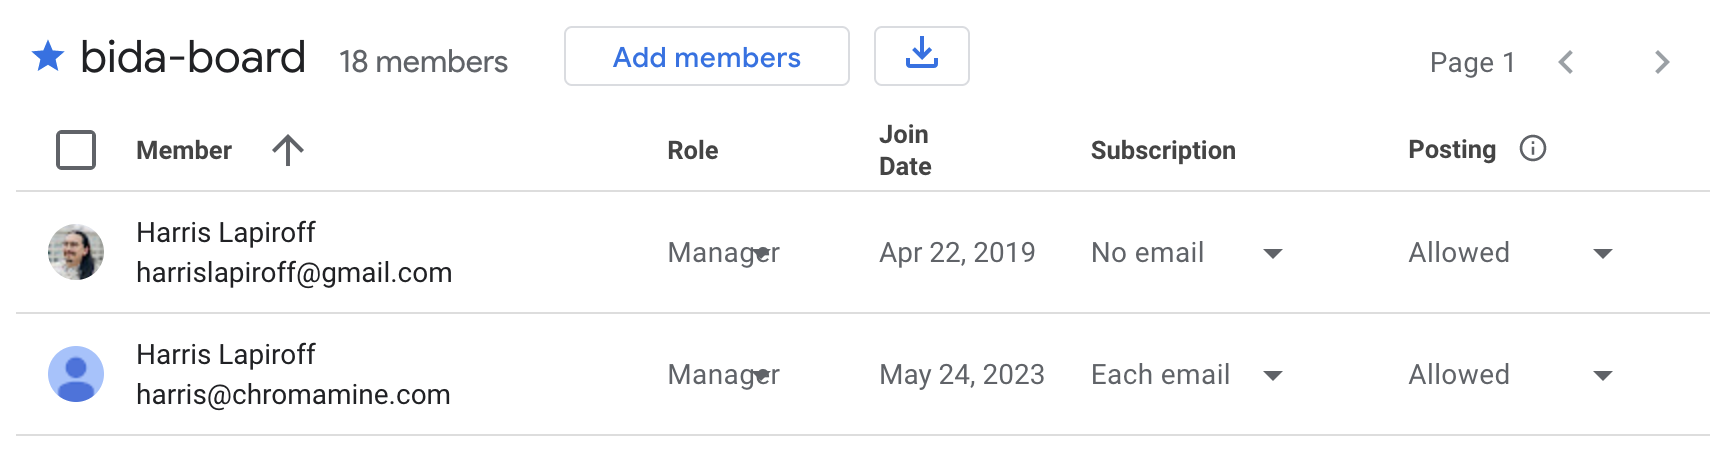 bida-board 18 members Add members Page 1
Member Role Join Date Subscription Posting
Harris Lapiroff
harrislapiroff@gmail.com Manager Apr 22, 2019 No email Allowed
Harris Lapiroff
harris@chromamine.com Manager May 24, 2023 Each email Allowed